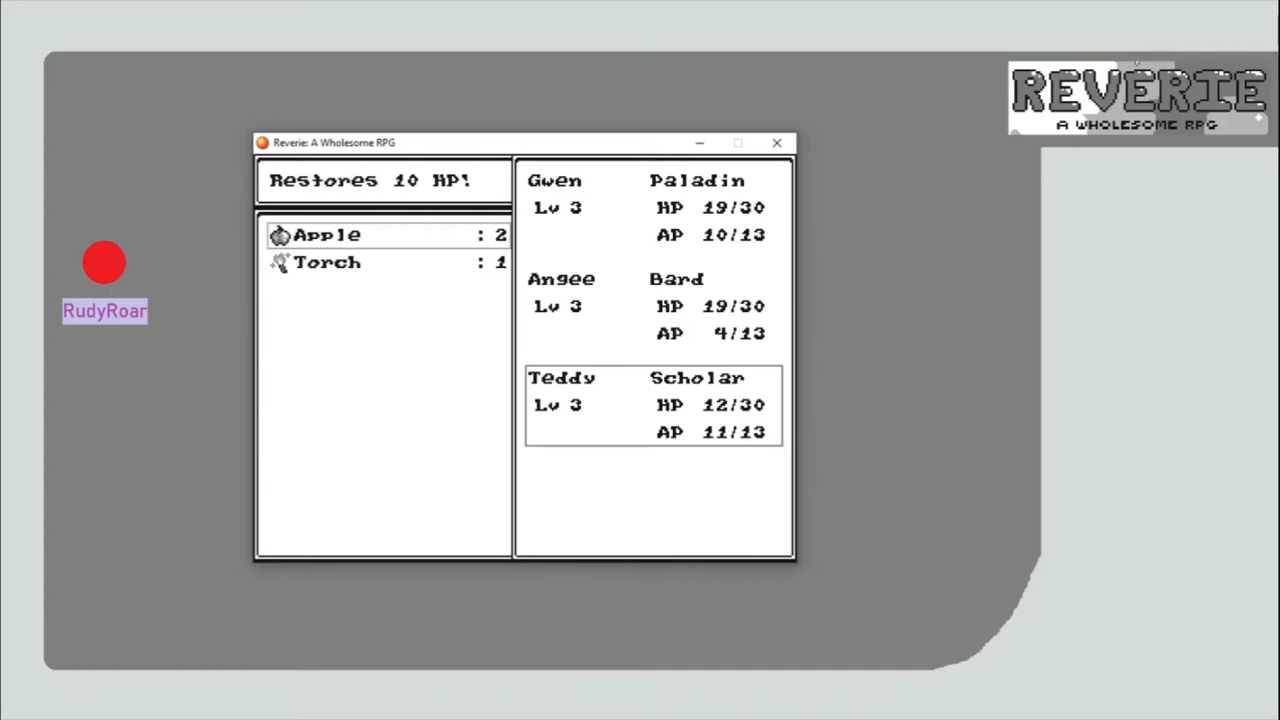 REVERIE
A WHOLESOME RPG
Reverie: A Wholesome RPG
Restores 10 HP!
Apple : 2
Torch : 1
Gwen Paladin
Lv 3 HP 19/30
AP 10/13
Angee Bard
Lv 3 HP 19/30
AP 4/13
Teddy Scholar
Lv 3 HP 12/30
AP 11/13
RudyRoar